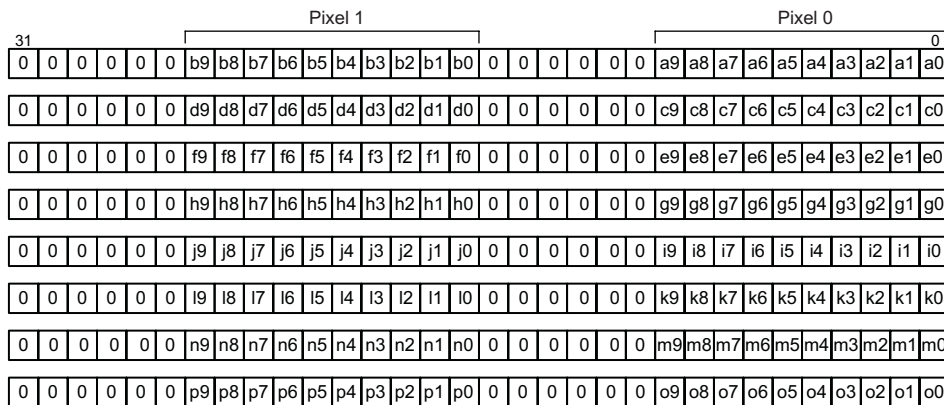 Pixel 1 Pixel 0
31 0
0 0 0 0 0 0 b9 b8 b7 b6 b5 b4 b3 b2 b1 b0 0 0 0 0 0 0 a9 a8 a7 a6 a5 a4 a3 a2 a1 a0
0 0 0 0 0 0 d9 d8 d7 d6 d5 d4 d3 d2 d1 d0 0 0 0 0 0 0 c9 c8 c7 c6 c5 c4 c3 c2 c1 c0
0 0 0 0 0 0 f9 f8 f7 f6 f5 f4 f3 f2 f1 f0 0 0 0 0 0 0 e9 e8 e7 e6 e5 e4 e3 e2 e1 e0
0 0 0 0 0 0 h9 h8 h7 h6 h5 h4 h3 h2 h1 h0 0 0 0 0 0 0 g9 g8 g7 g6 g5 g4 g3 g2 g1 g0
0 0 0 0 0 0 j9 j8 j7 j6 j5 j4 j3 j2 j1 j0 0 0 0 0 0 0 i9 i8 i7 i6 i5 i4 i3 i2 i1 i0
0 0 0 0 0 0 l9 l8 l7 l6 l5 l4 l3 l2 l1 l0 0 0 0 0 0 0 k9 k8 k7 k6 k5 k4 k3 k2 k1 k0
0 0 0 0 0 0 n9 n8 n7 n6 n5 n4 n3 n2 n1 n0 0 0 0 0 0 0 m9 m8 m7 m6 m5 m4 m3 m2 m1 m0
0 0 0 0 0 0 p9 p8 p7 p6 p5 p4 p3 p2 p1 p0 0 0 0 0 0 0 o9 o8 o7 o6 o5 o4 o3 o2 o1 o0